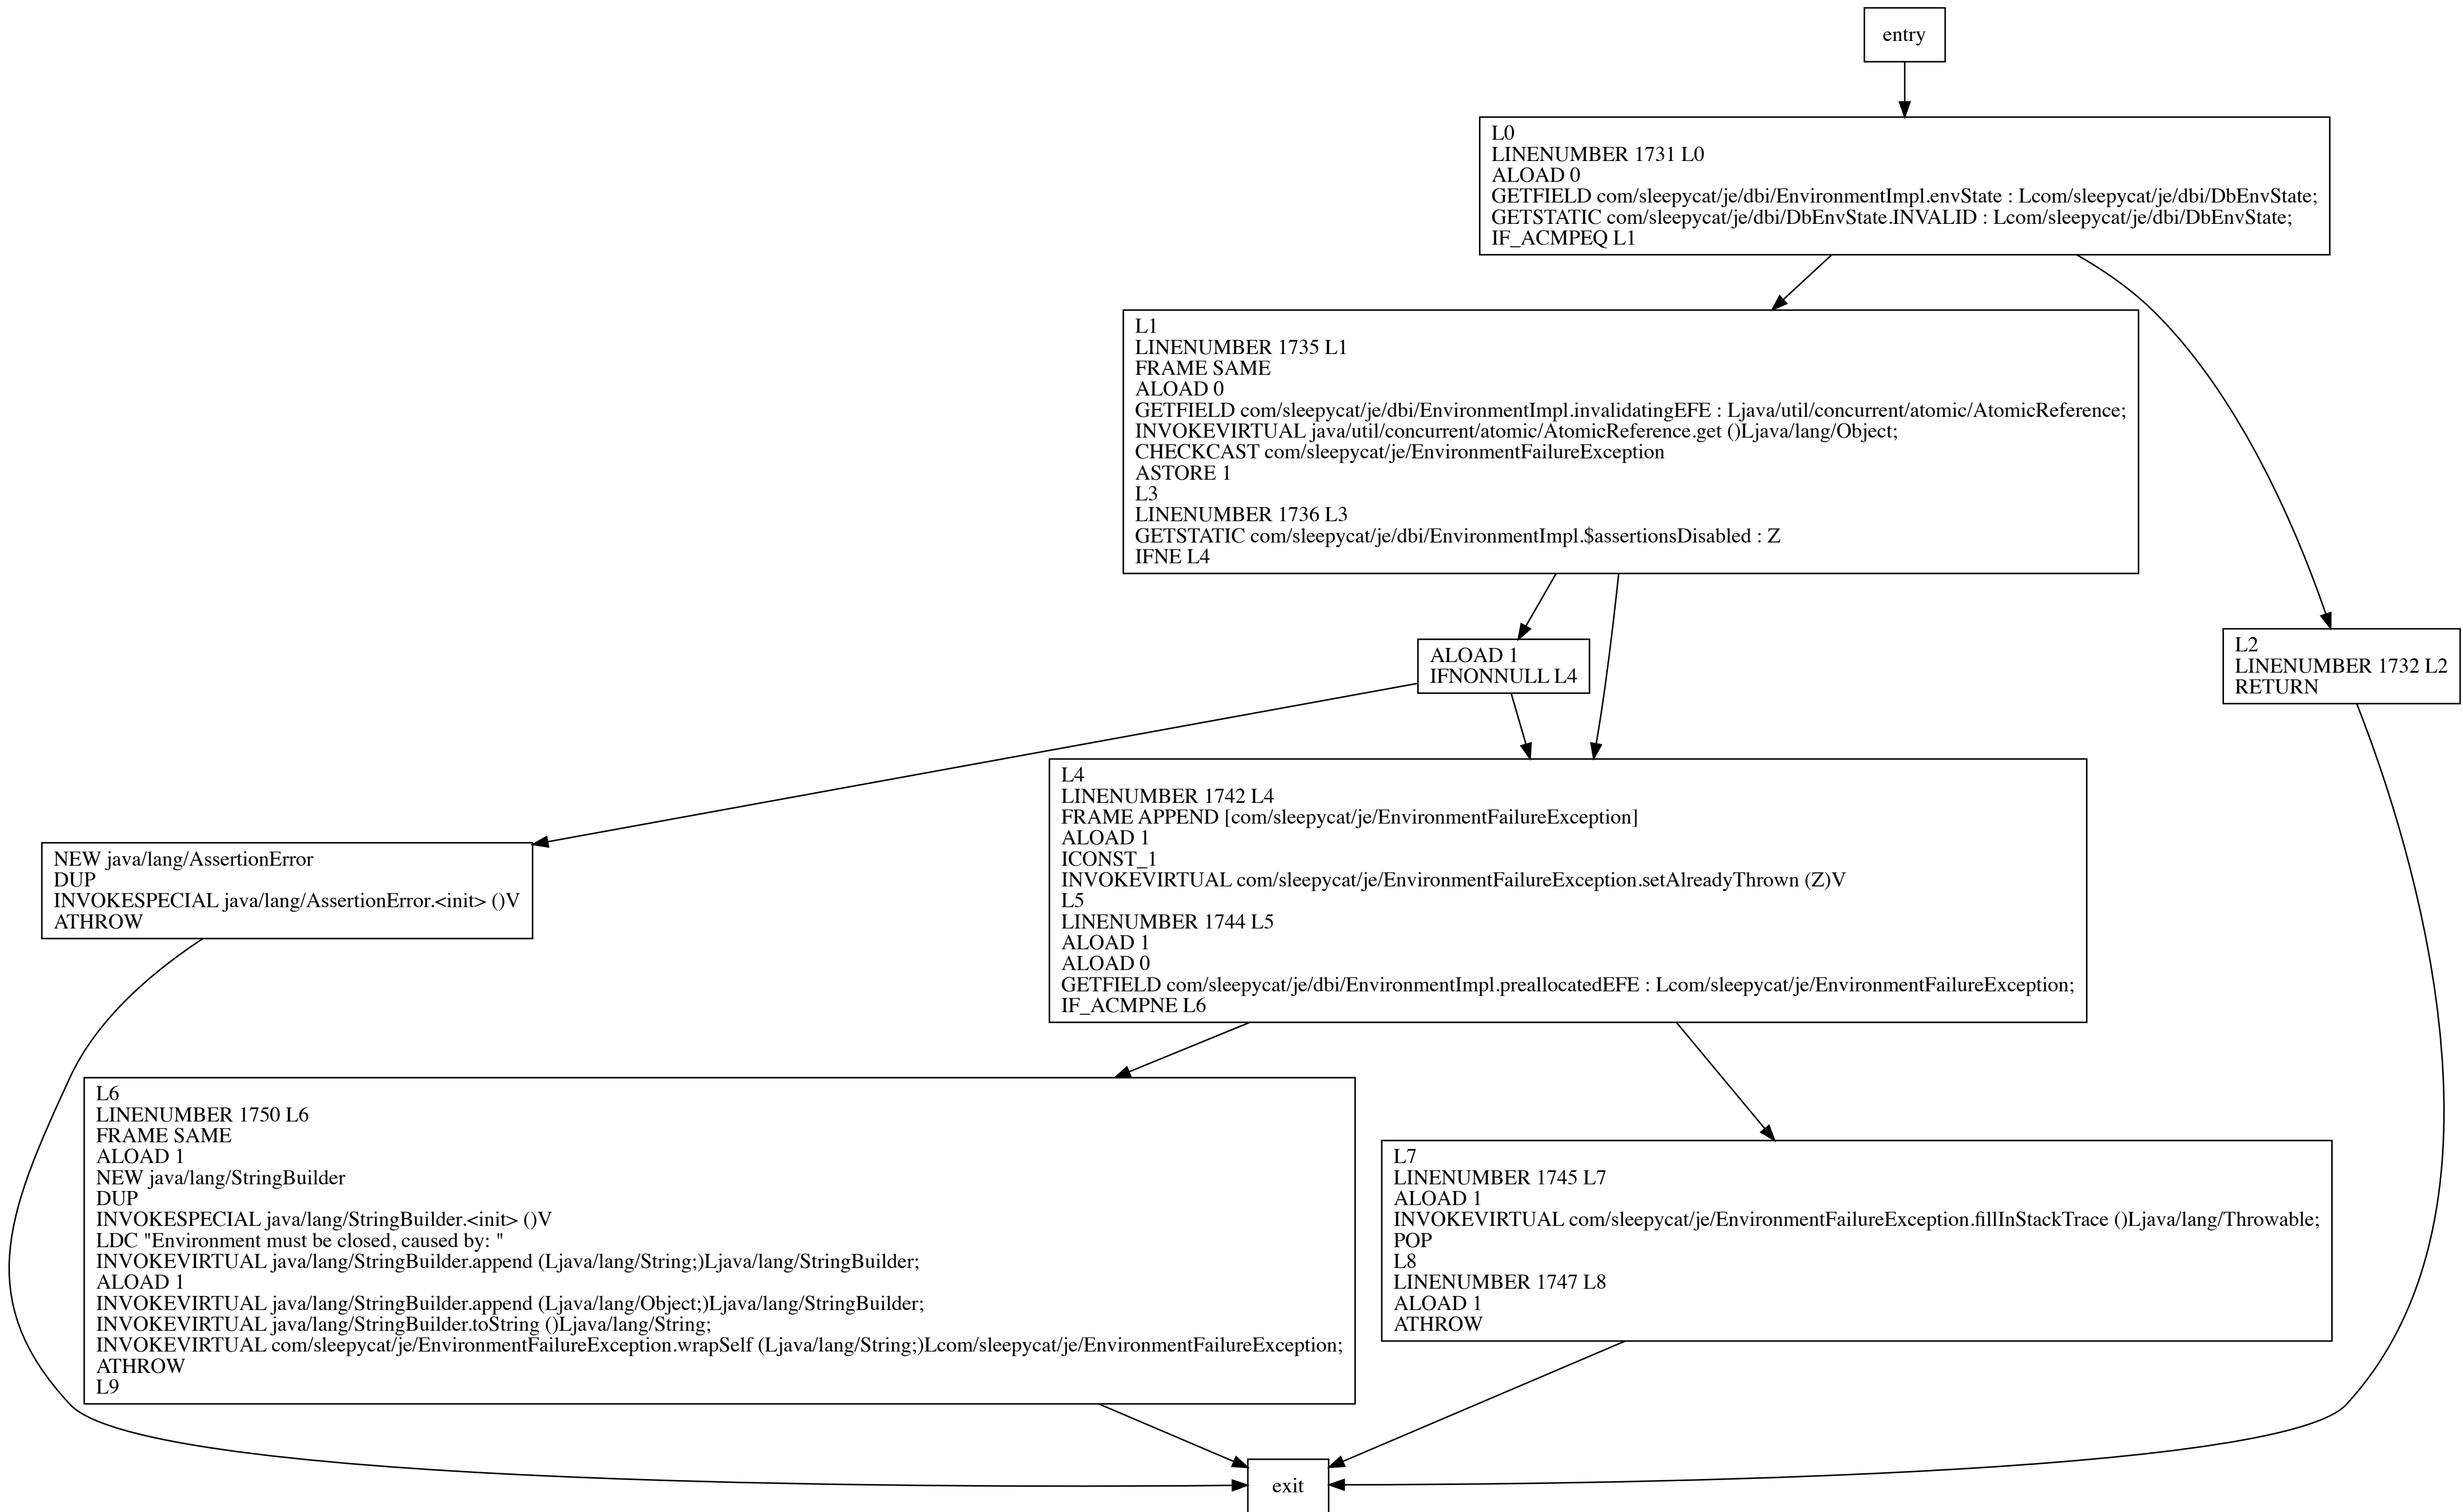 entry
L0
LINENUMBER 1731 L0
ALOAD 0
GETFIELD com/sleepycat/je/dbi/EnvironmentImpl.envState : Lcom/sleepycat/je/dbi/DbEnvState;
GETSTATIC com/sleepycat/je/dbi/DbEnvState.INVALID : Lcom/sleepycat/je/dbi/DbEnvState;
IF_ACMPEQ L1
L1
LINENUMBER 1735 L1
FRAME SAME
ALOAD 0
GETFIELD com/sleepycat/je/dbi/EnvironmentImpl.invalidatingEFE : Ljava/util/concurrent/atomic/AtomicReference;
INVOKEVIRTUAL java/util/concurrent/atomic/AtomicReference.get ()Ljava/lang/Object;
CHECKCAST com/sleepycat/je/EnvironmentFailureException
ASTORE 1
L3
LINENUMBER 1736 L3
GETSTATIC com/sleepycat/je/dbi/EnvironmentImpl.$assertionsDisabled : Z
IFNE L4
ALOAD 1
IFNONNULL L4
L2
LINENUMBER 1732 L2
RETURN
L4
LINENUMBER 1742 L4
FRAME APPEND [com/sleepycat/je/EnvironmentFailureException]
ALOAD 1
ICONST_1
INVOKEVIRTUAL com/sleepycat/je/EnvironmentFailureException.setAlreadyThrown (Z)V
L5
LINENUMBER 1744 L5
ALOAD 1
ALOAD 0
GETFIELD com/sleepycat/je/dbi/EnvironmentImpl.preallocatedEFE : Lcom/sleepycat/je/EnvironmentFailureException;
IF_ACMPNE L6
NEW java/lang/AssertionError
DUP
INVOKESPECIAL java/lang/AssertionError.<init> ()V
ATHROW
L6
LINENUMBER 1750 L6
FRAME SAME
ALOAD 1
NEW java/lang/StringBuilder
DUP
INVOKESPECIAL java/lang/StringBuilder.<init> ()V
LDC "Environment must be closed, caused by: "
INVOKEVIRTUAL java/lang/StringBuilder.append (Ljava/lang/String;)Ljava/lang/StringBuilder;
ALOAD 1
INVOKEVIRTUAL java/lang/StringBuilder.append (Ljava/lang/Object;)Ljava/lang/StringBuilder;
INVOKEVIRTUAL java/lang/StringBuilder.toString ()Ljava/lang/String;
INVOKEVIRTUAL com/sleepycat/je/EnvironmentFailureException.wrapSelf (Ljava/lang/String;)Lcom/sleepycat/je/EnvironmentFailureException;
ATHROW
L9
L7
LINENUMBER 1745 L7
ALOAD 1
INVOKEVIRTUAL com/sleepycat/je/EnvironmentFailureException.fillInStackTrace ()Ljava/lang/Throwable;
POP
L8
LINENUMBER 1747 L8
ALOAD 1
ATHROW
exit